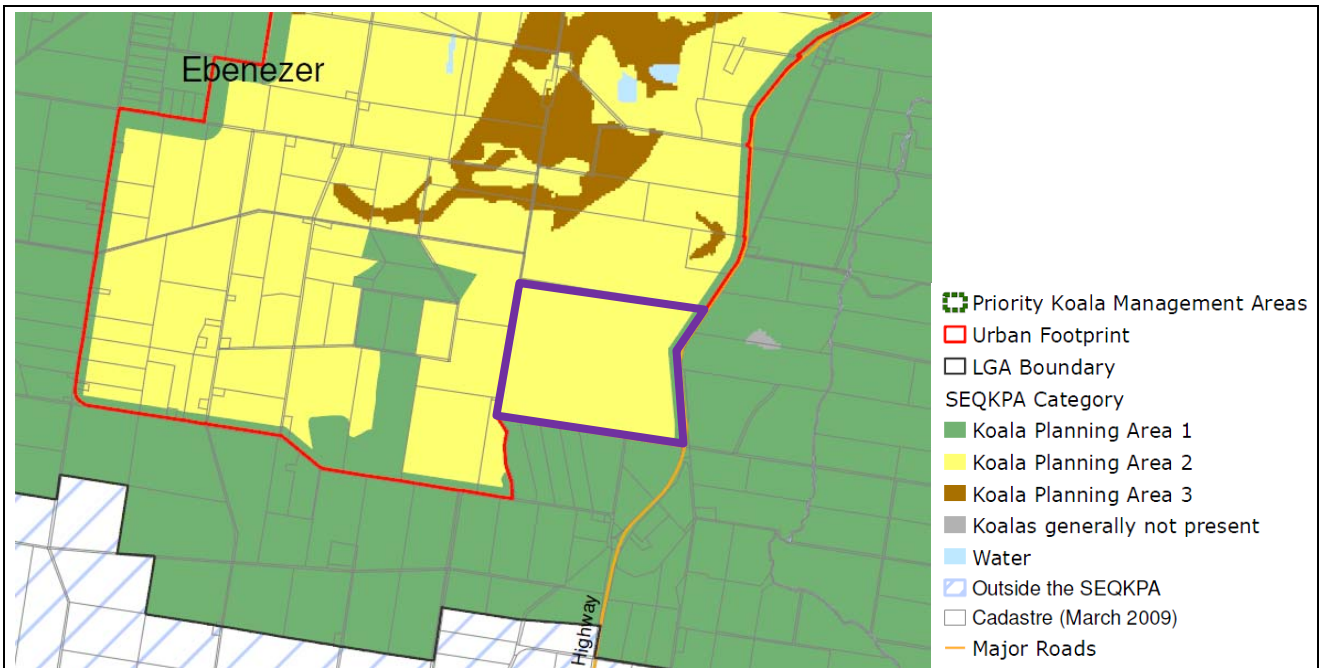 Ebenezer
Highway
Priority Koala Management Areas
Urban Footprint
LGA Boundary
SEQKPA Category
Koala Planning Area 1
Koala Planning Area 2
Koala Planning Area 3
Koalas generally not present
Water
Outside the SEQKPA
Cadastre (March 2009)
Major Roads